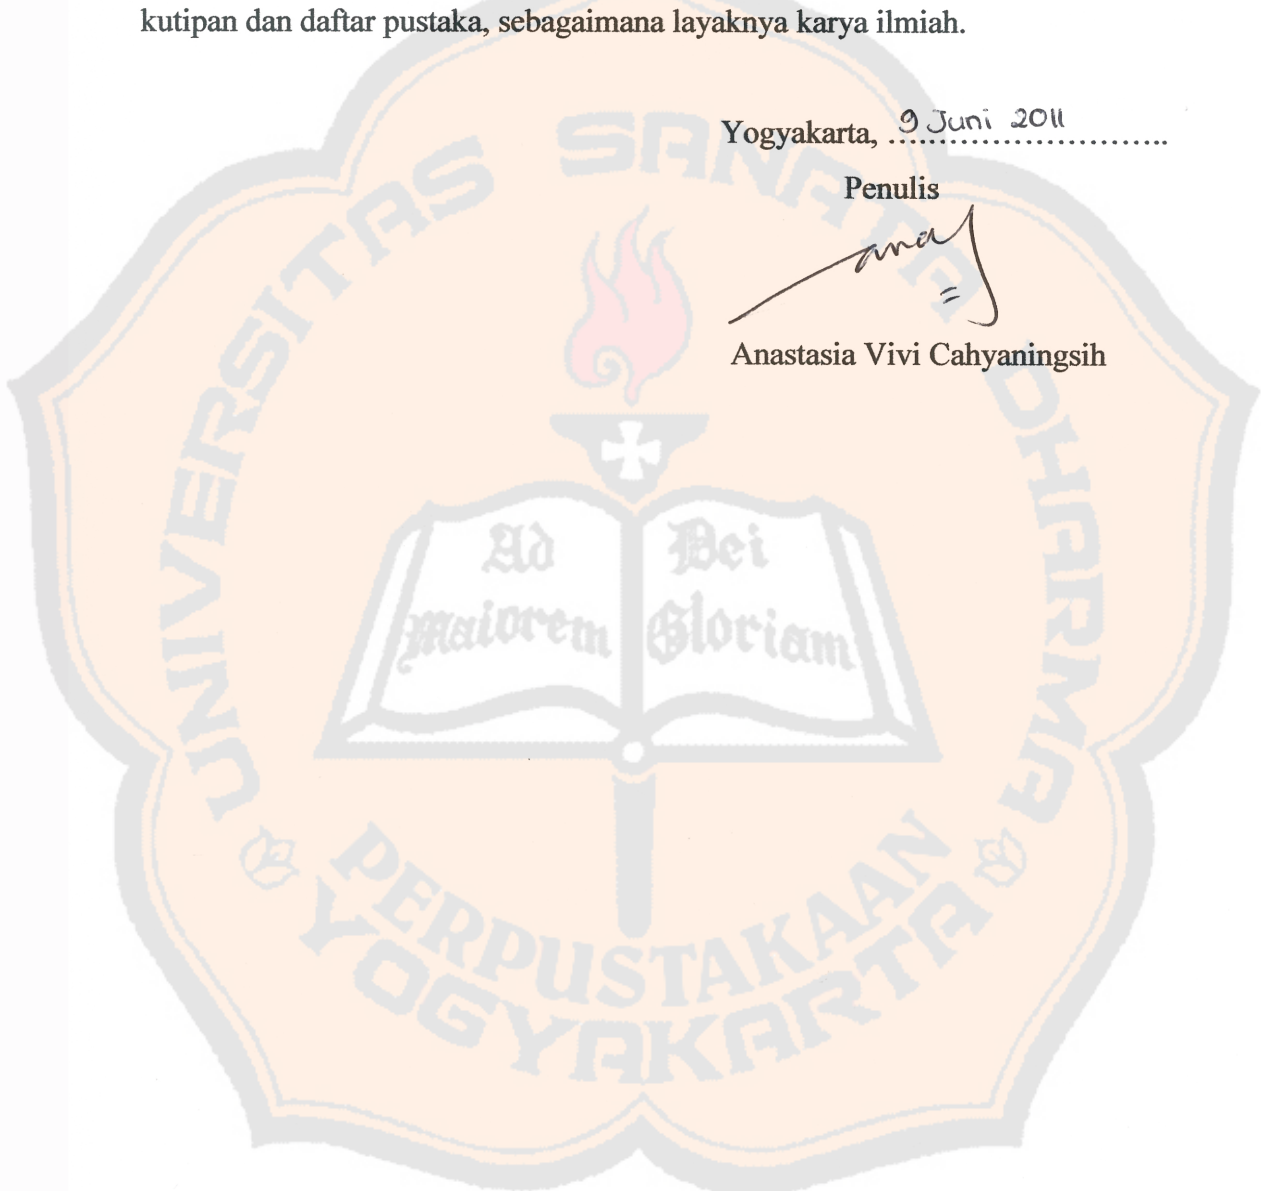 kutipan dan daftar pustaka, sebagaimana layaknya karya ilmiah.
Yogyakarta, 9 Juni 2011
Penulis
Anastasia Vivi Cahyaningsih
UNIVERSITAS SANATA DHARMA
Ad Dei
Maiorem Gloriam
PERPUSTAKAAN
YOGYAKARTA